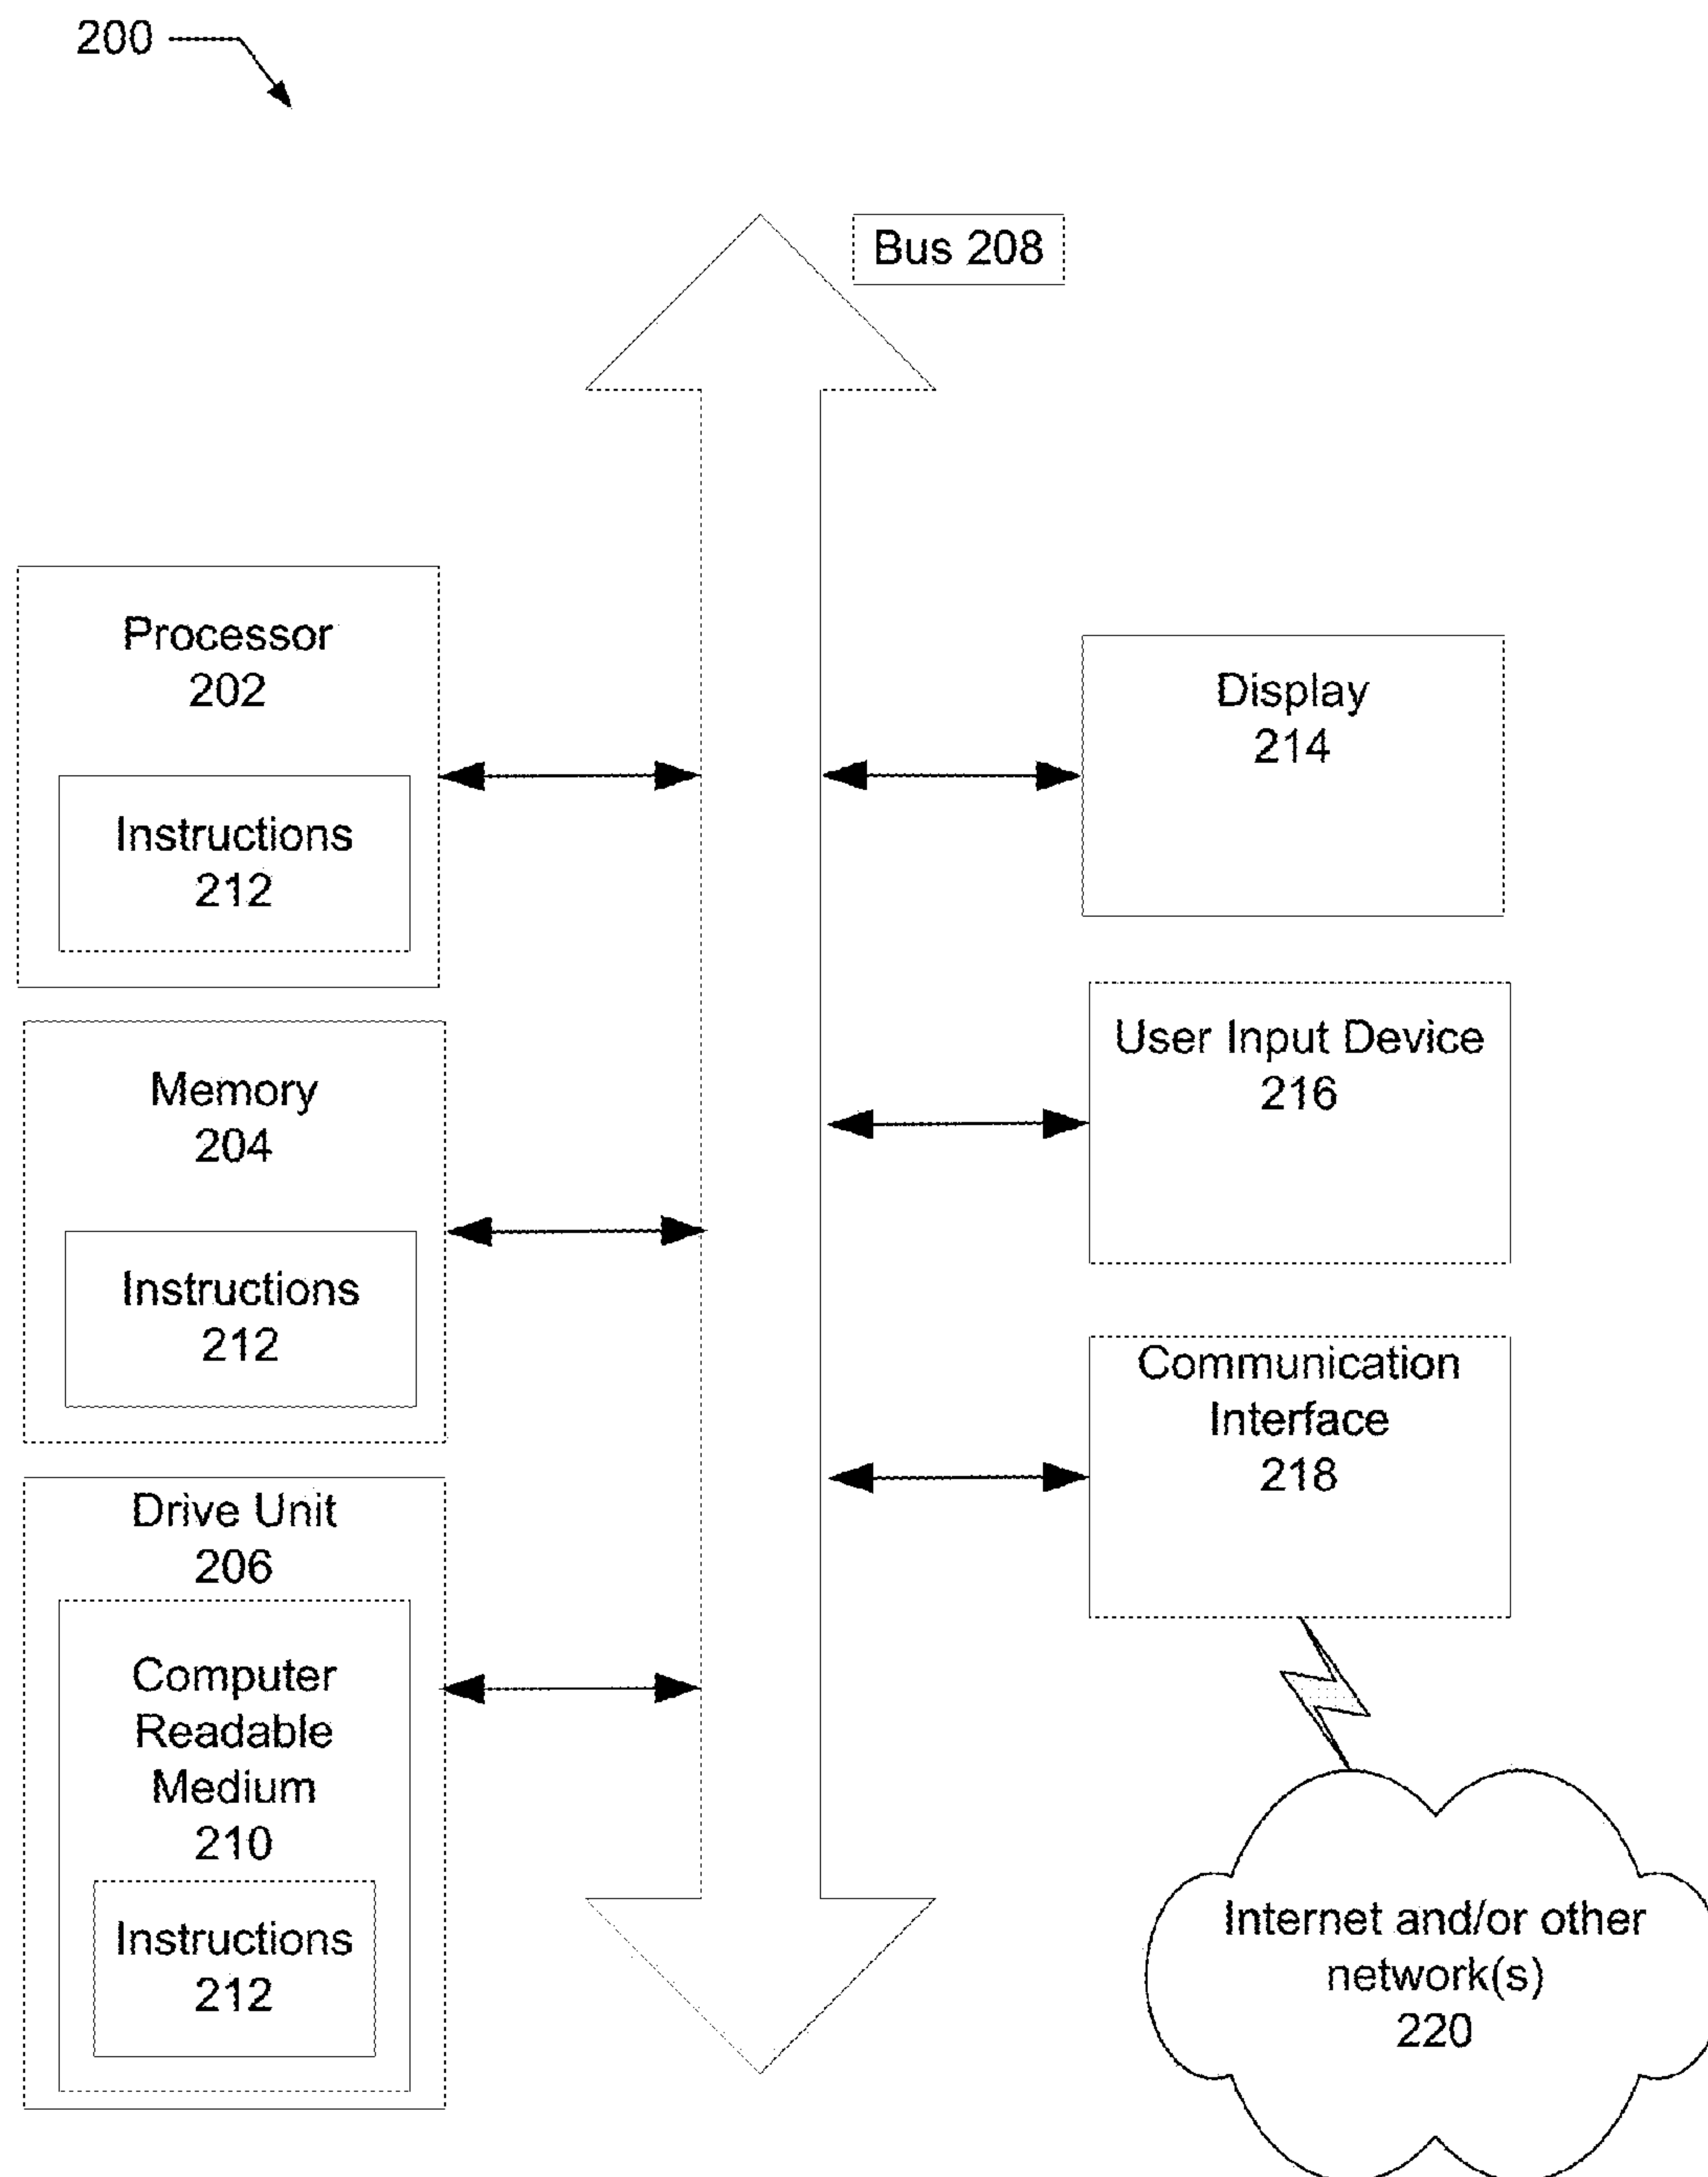 200
Bus 208
Processor
202
Instructions
212
Memory
204
Instructions
212
Drive Unit
206
Computer
Readable
Medium
210
Instructions
212
Display
214
User Input Device
216
Communication
Interface
218
Internet and/or other
network(s)
220